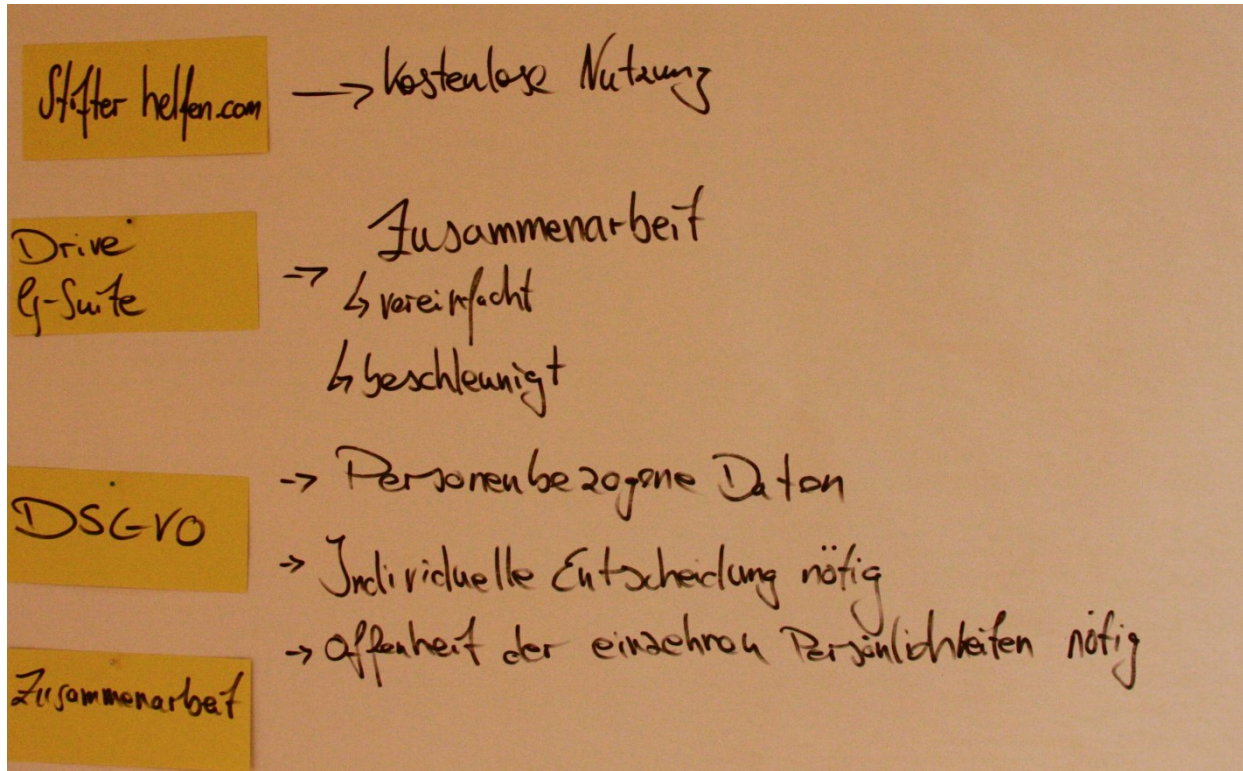 Stifter helfen.com → Kostenlose Nutzung
Drive
G-Suite
→ Zusammenarbeit
↳ vereinfacht
↳ beschleunigt
DSGVO
→ Personenbezogene Daten
→ Individuelle Entscheidung nötig
Zusammenarbeit
→ Offenheit der einzelnen Persönlichkeiten nötig